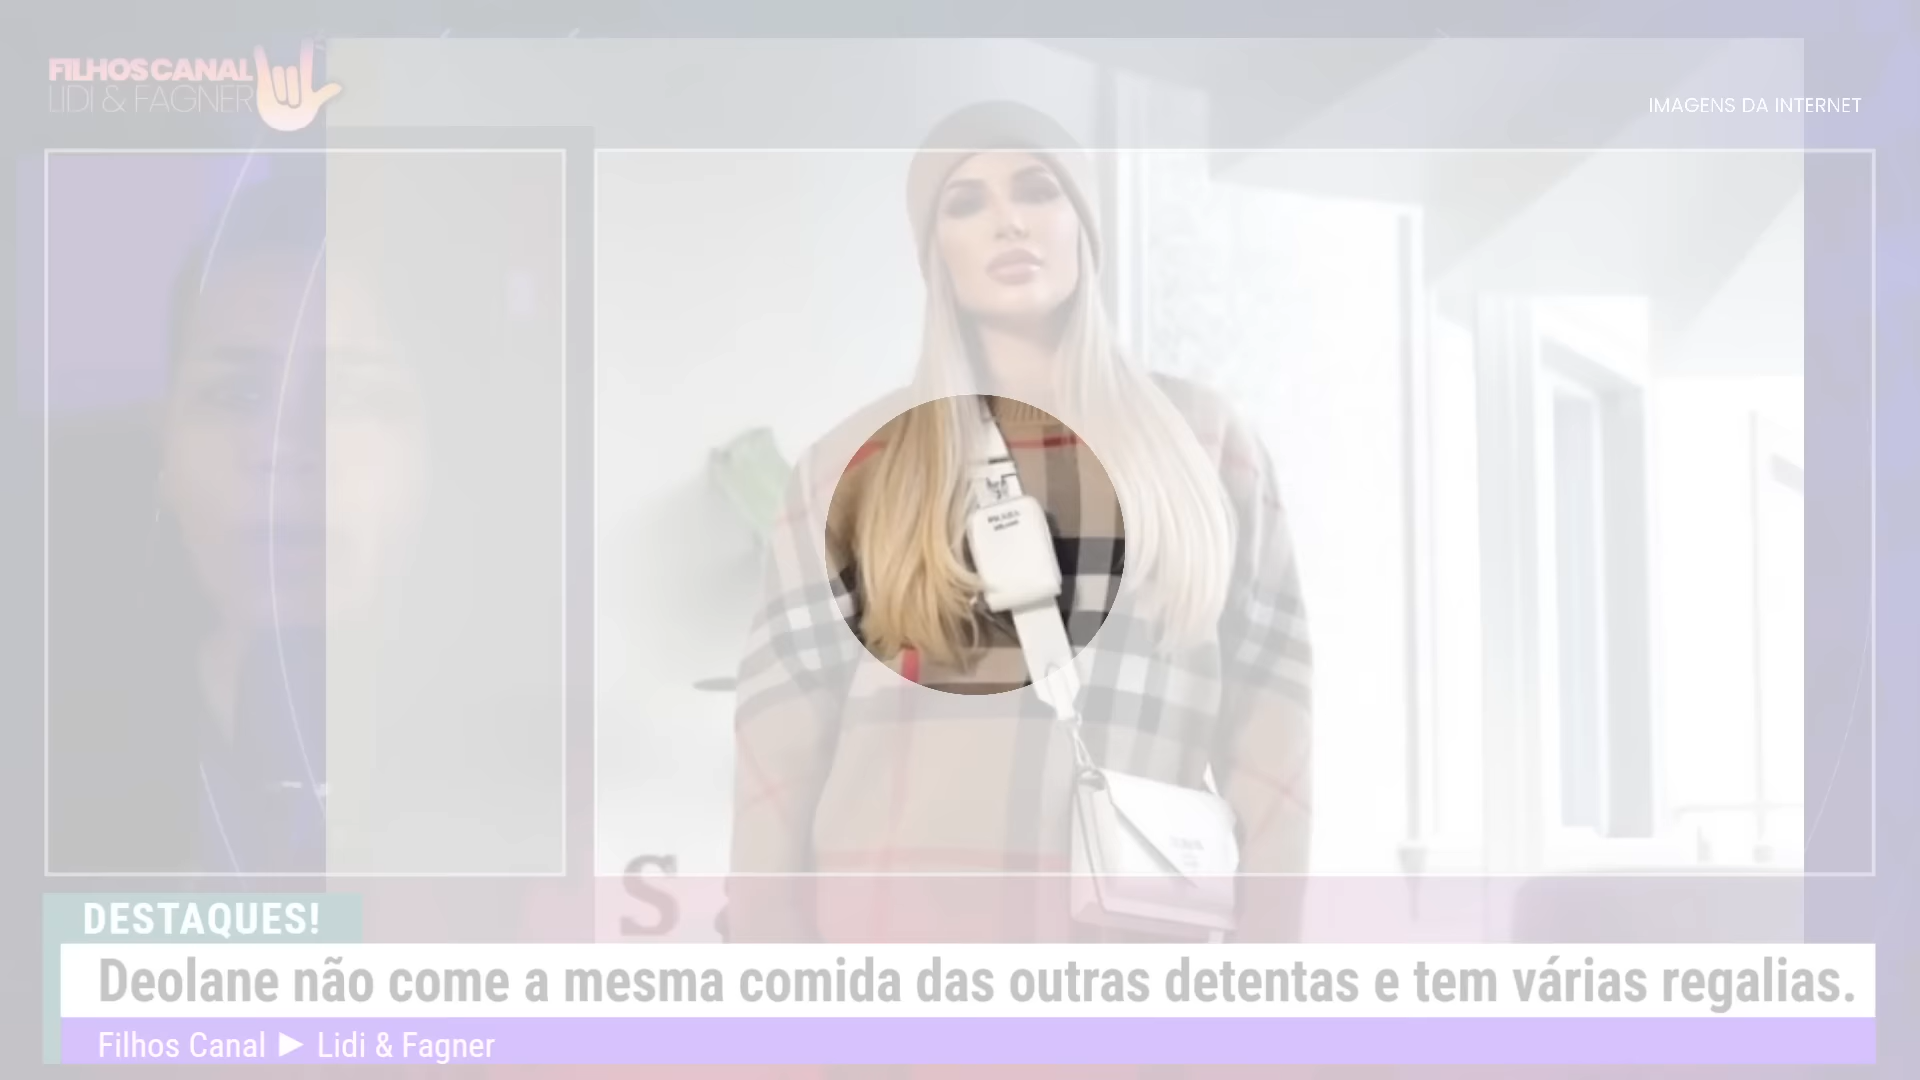 FILHOS CANAL
LIDI & FAGNER
IMAGENS DA INTERNET
S
DESTAQUES!
Deolane não come a mesma comida das outras detentas e tem várias regalias.
Filhos Canal ► Lidi & Fagner